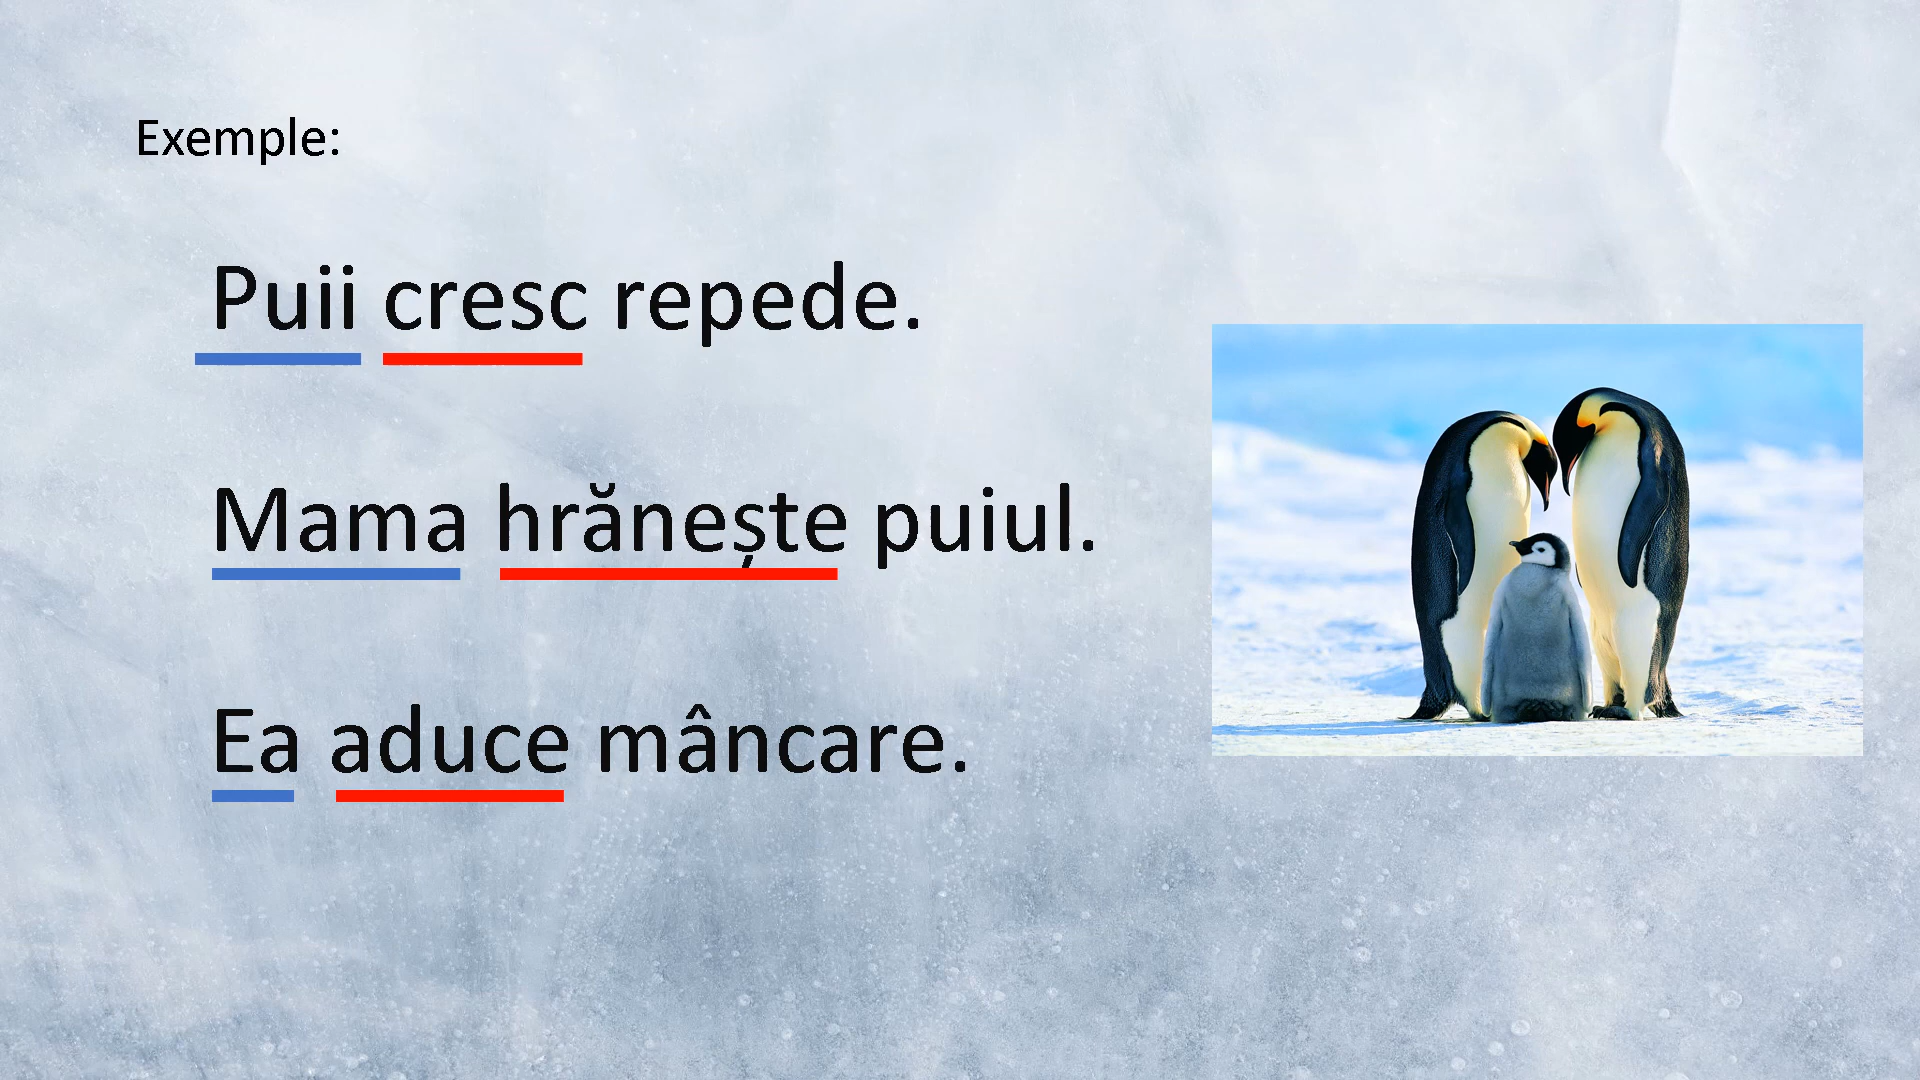 Exemple:
Puii cresc repede.
Mama hrănește puiul.
Ea aduce mâncare.